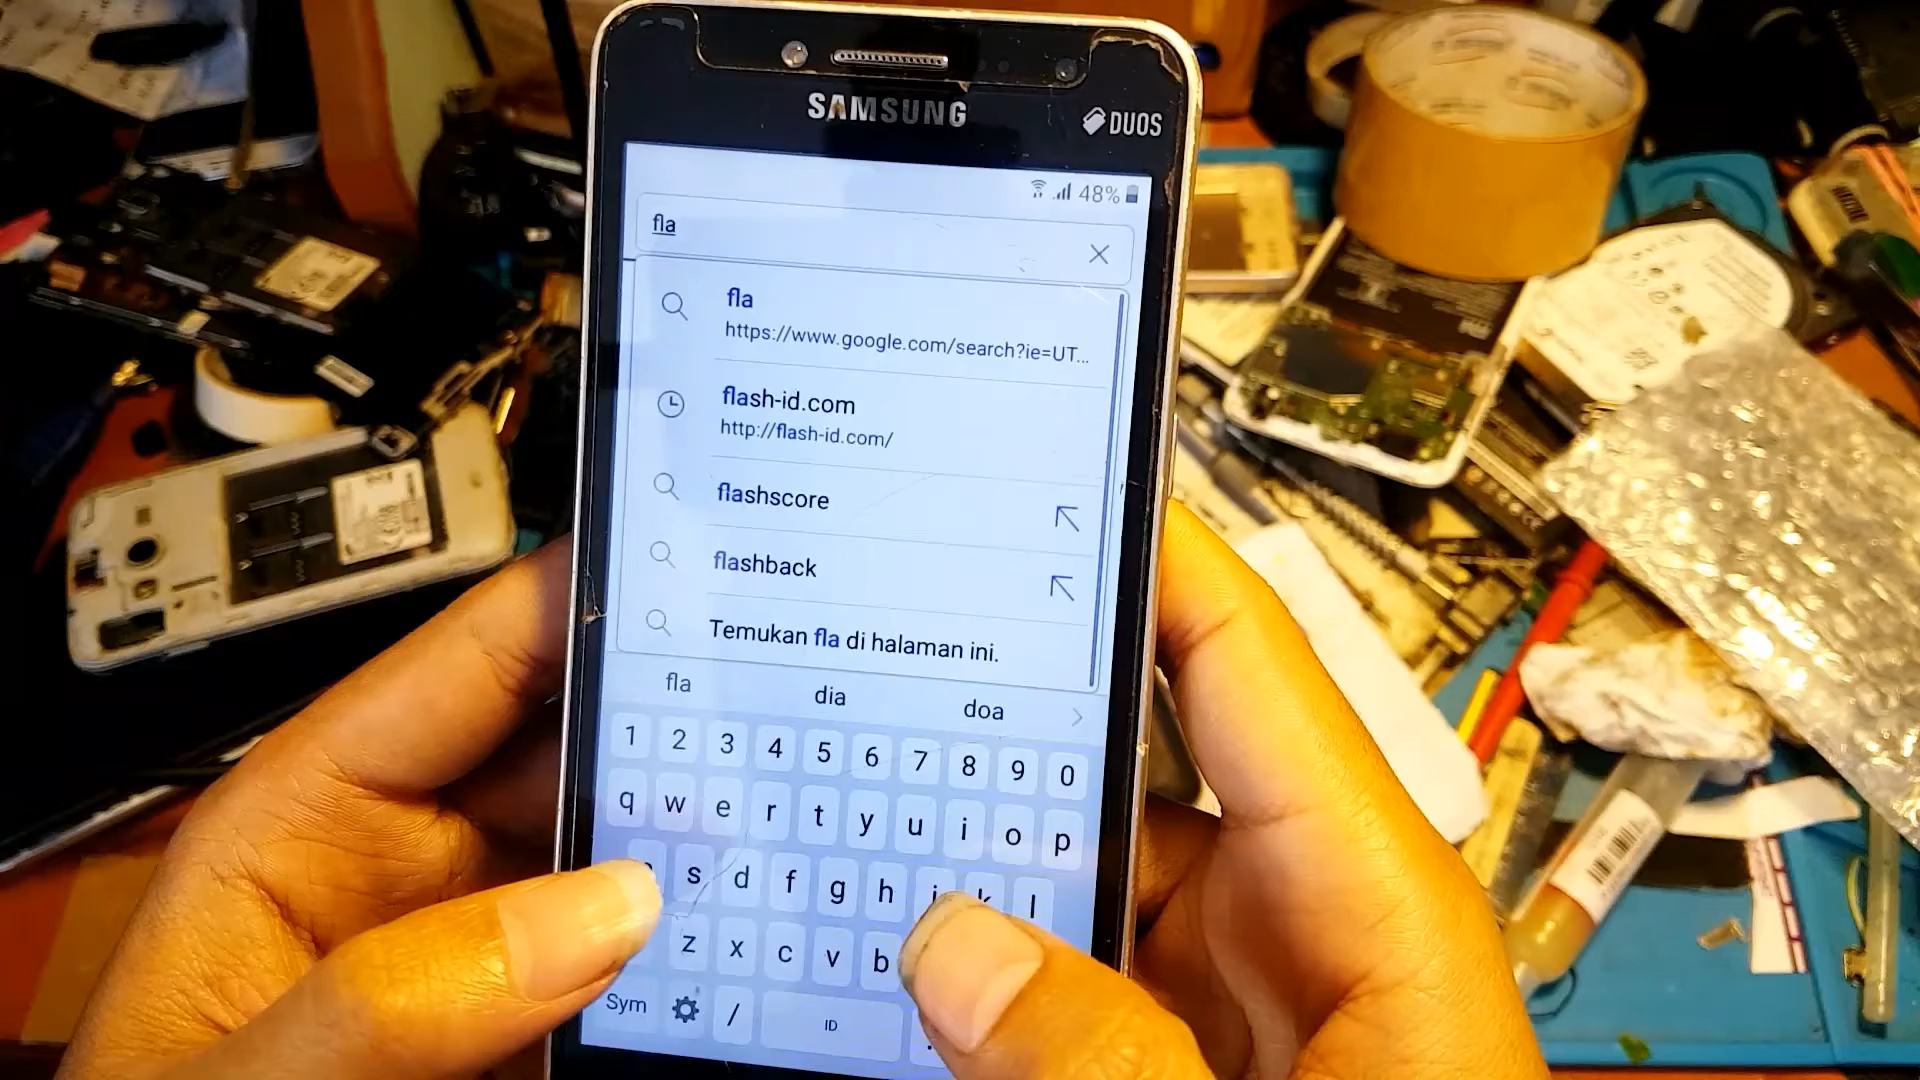 SAMSUNG
DUOS
48%
fla
fla
https://www.google.com/search?ie=UT...
flash-id.com
http://flash-id.com/
flashscore
flashback
Temukan fla di halaman ini.
fla dia doa
1 2 3 4 5 6 7 8 9 0
q w e r t y u i o p
s d f g h j k l
z x c v b
Sym / ID